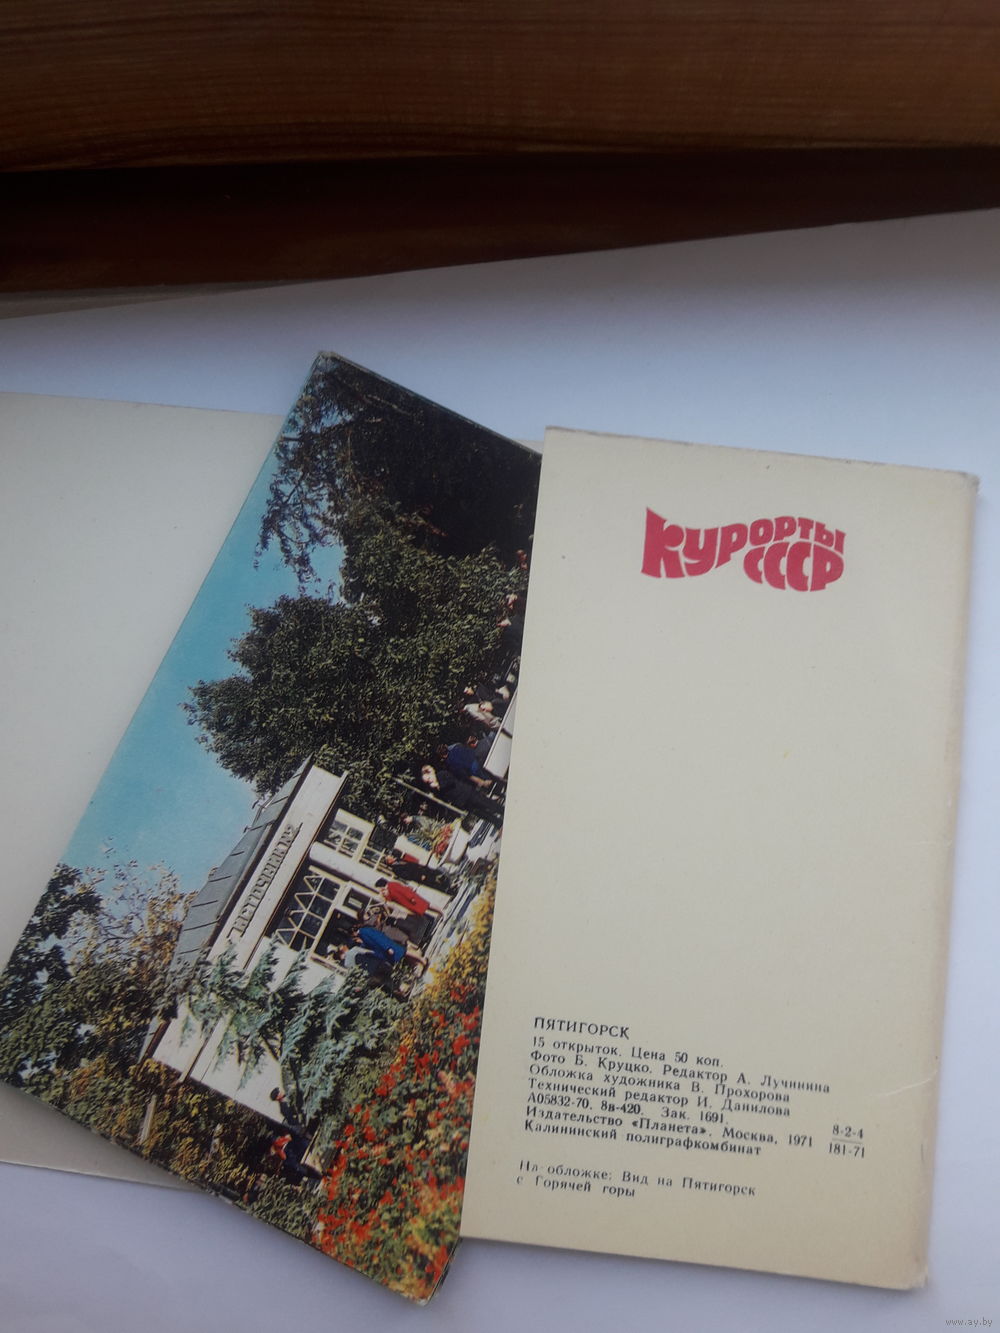 КУРОРТЫ
СССР
ПЯТИГОРСК
15 открыток. Цена 50 коп.
Фото Б. Круцко. Редактор А. Лучинина
Обложка художника В. Прохорова
Технический редактор И. Данилова
А05832-70. 8в-420. Зак. 1691.
Издательство «Планета». Москва, 1971
8-2-4
181-71
Калининский полиграфкомбинат
На обложке: Вид на Пятигорск
с Горячей горы
www.ay.by